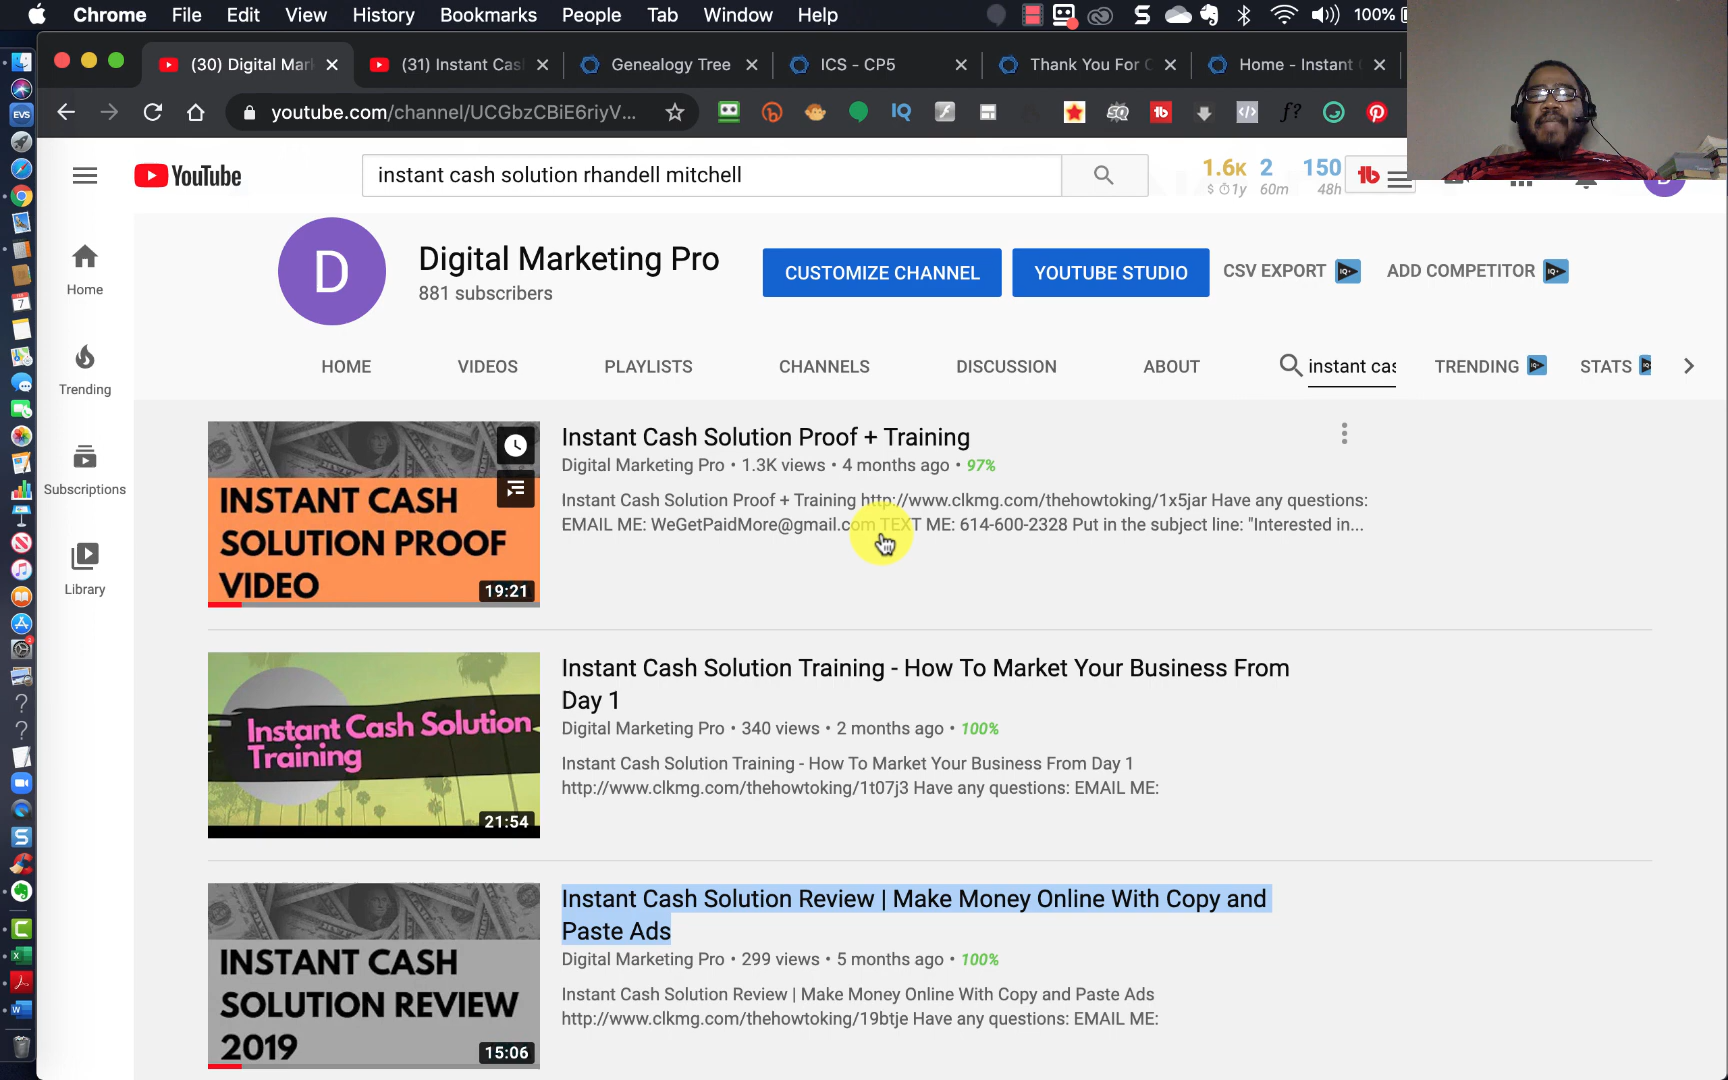 Chrome File Edit View History Bookmarks People Tab Window Help 100%
(30) Digital Mar (31) Instant Cas Genealogy Tree ICS - CP5 Thank You For C Home - Instant
youtube.com/channel/UCGbzCBiE6riyV...
YouTube
instant cash solution rhandell mitchell
1.6K 2 150
$ 1y 60m 48h
Home
Trending
Subscriptions
Library
D
Digital Marketing Pro
881 subscribers
CUSTOMIZE CHANNEL YOUTUBE STUDIO CSV EXPORT ADD COMPETITOR
HOME VIDEOS PLAYLISTS CHANNELS DISCUSSION ABOUT instant cas TRENDING STATS
INSTANT CASH
SOLUTION PROOF
VIDEO
19:21
Instant Cash Solution Proof + Training
Digital Marketing Pro • 1.3K views • 4 months ago • 97%
Instant Cash Solution Proof + Training http://www.clkmg.com/thehowtoking/1x5jar Have any questions:
EMAIL ME: WeGetPaidMore@gmail.com TEXT ME: 614-600-2328 Put in the subject line: "Interested in...
Instant Cash Solution
Training
21:54
Instant Cash Solution Training - How To Market Your Business From
Day 1
Digital Marketing Pro • 340 views • 2 months ago • 100%
Instant Cash Solution Training - How To Market Your Business From Day 1
http://www.clkmg.com/thehowtoking/1t07j3 Have any questions: EMAIL ME:
INSTANT CASH
SOLUTION REVIEW
2019
15:06
Instant Cash Solution Review | Make Money Online With Copy and
Paste Ads
Digital Marketing Pro • 299 views • 5 months ago • 100%
Instant Cash Solution Review | Make Money Online With Copy and Paste Ads
http://www.clkmg.com/thehowtoking/19btje Have any questions: EMAIL ME: